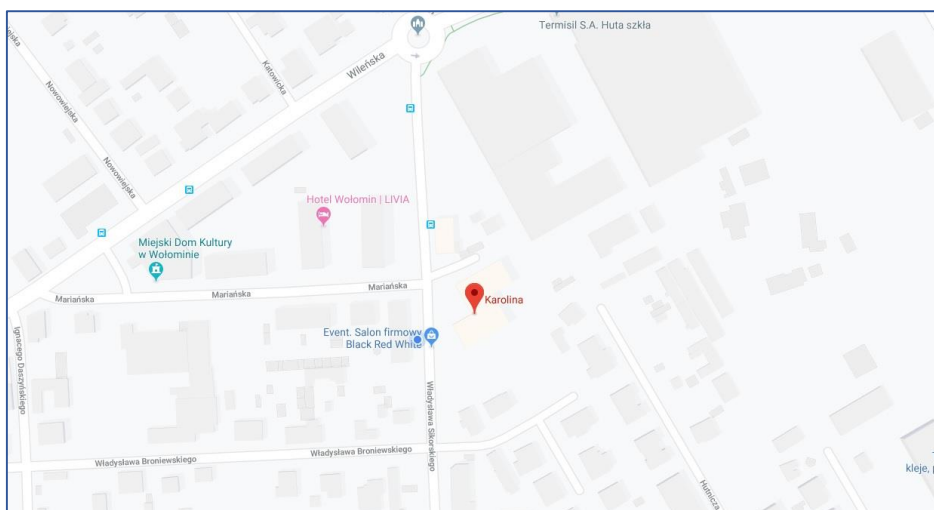 Termisil S.A. Huta szkła
ejska
Nowowiejska
Katowicka
Wileńska
Nowowiejska
Hotel Wołomin | LIVIA
Miejski Dom Kultury
w Wołominie
Mariańska
Mariańska
Mariańska
Karolina
Ignacego Daszyńskiego
Event. Salon firmowy
Black Red White
Władysława Sikorskiego
Władysława Broniewskiego
Władysława Broniewskiego
Hutnicza
kleje, p